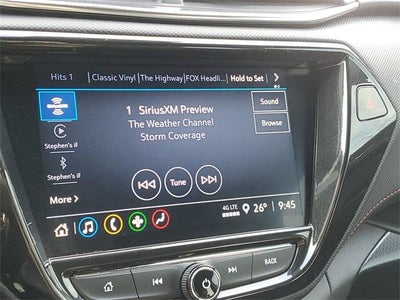 Hits 1 Classic Vinyl The Highway FOX Headli... Hold to Set
1 SiriusXM Preview
The Weather Channel
Storm Coverage
Sound
Browse
Stephen's iF
Stephen's iF
More
Tune
4G LTE 26° 9:45
BACK